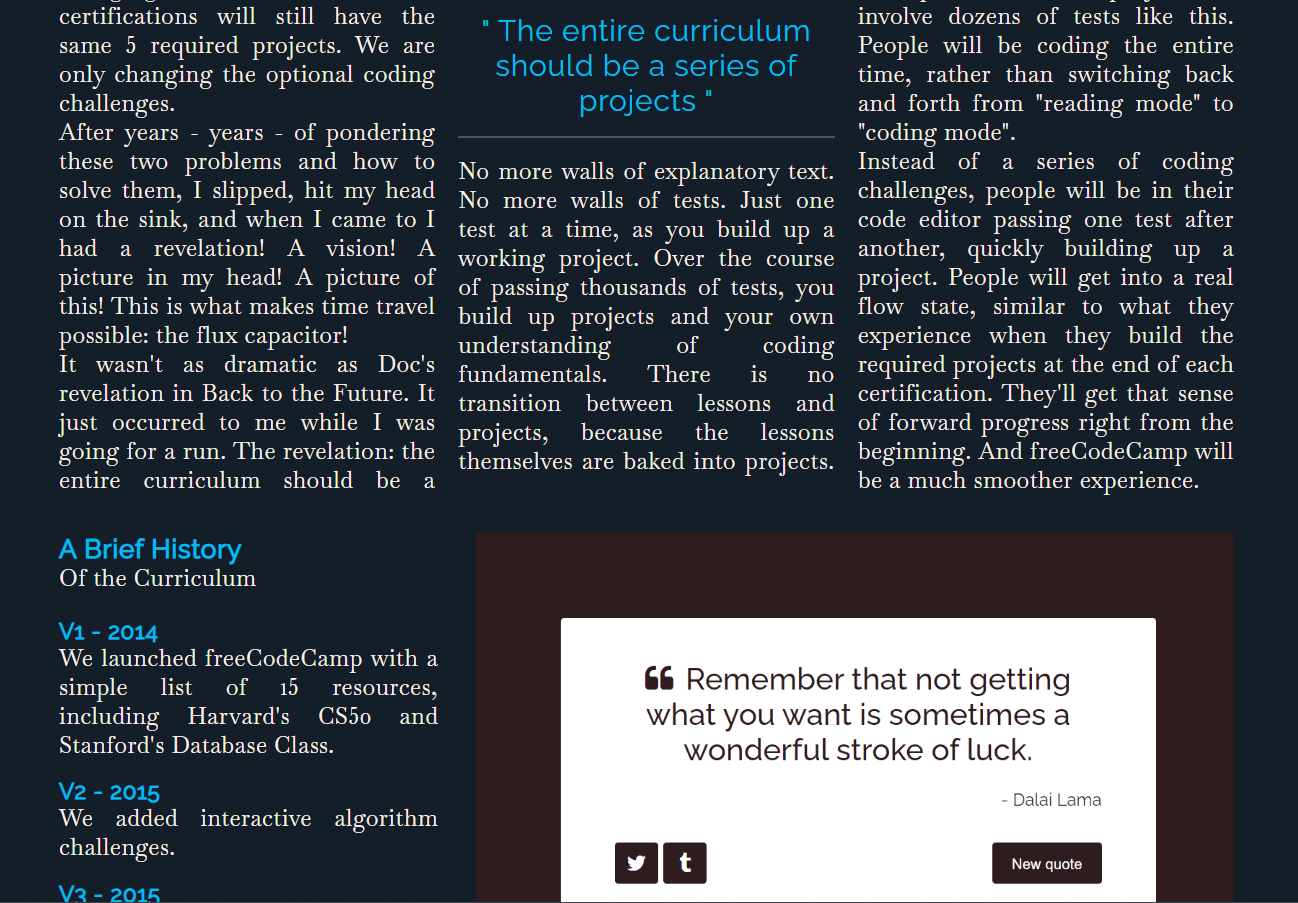 certifications will still have the
same 5 required projects. We are
only changing the optional coding
challenges.
After years - years - of pondering
these two problems and how to
solve them, I slipped, hit my head
on the sink, and when I came to I
had a revelation! A vision! A
picture in my head! A picture of
this! This is what makes time travel
possible: the flux capacitor!
It wasn't as dramatic as Doc's
revelation in Back to the Future. It
just occurred to me while I was
going for a run. The revelation: the
entire curriculum should be a
" The entire curriculum
should be a series of
projects "
No more walls of explanatory text.
No more walls of tests. Just one
test at a time, as you build up a
working project. Over the course
of passing thousands of tests, you
build up projects and your own
understanding of coding
fundamentals. There is no
transition between lessons and
projects, because the lessons
themselves are baked into projects.
involve dozens of tests like this.
People will be coding the entire
time, rather than switching back
and forth from "reading mode" to
"coding mode".
Instead of a series of coding
challenges, people will be in their
code editor passing one test after
another, quickly building up a
project. People will get into a real
flow state, similar to what they
experience when they build the
required projects at the end of each
certification. They'll get that sense
of forward progress right from the
beginning. And freeCodeCamp will
be a much smoother experience.
A Brief History
Of the Curriculum
V1 - 2014
We launched freeCodeCamp with a
simple list of 15 resources,
including Harvard's CS50 and
Stanford's Database Class.
V2 - 2015
We added interactive algorithm
challenges.
V3 - 2015
“ Remember that not getting
what you want is sometimes a
wonderful stroke of luck.
- Dalai Lama
t
New quote